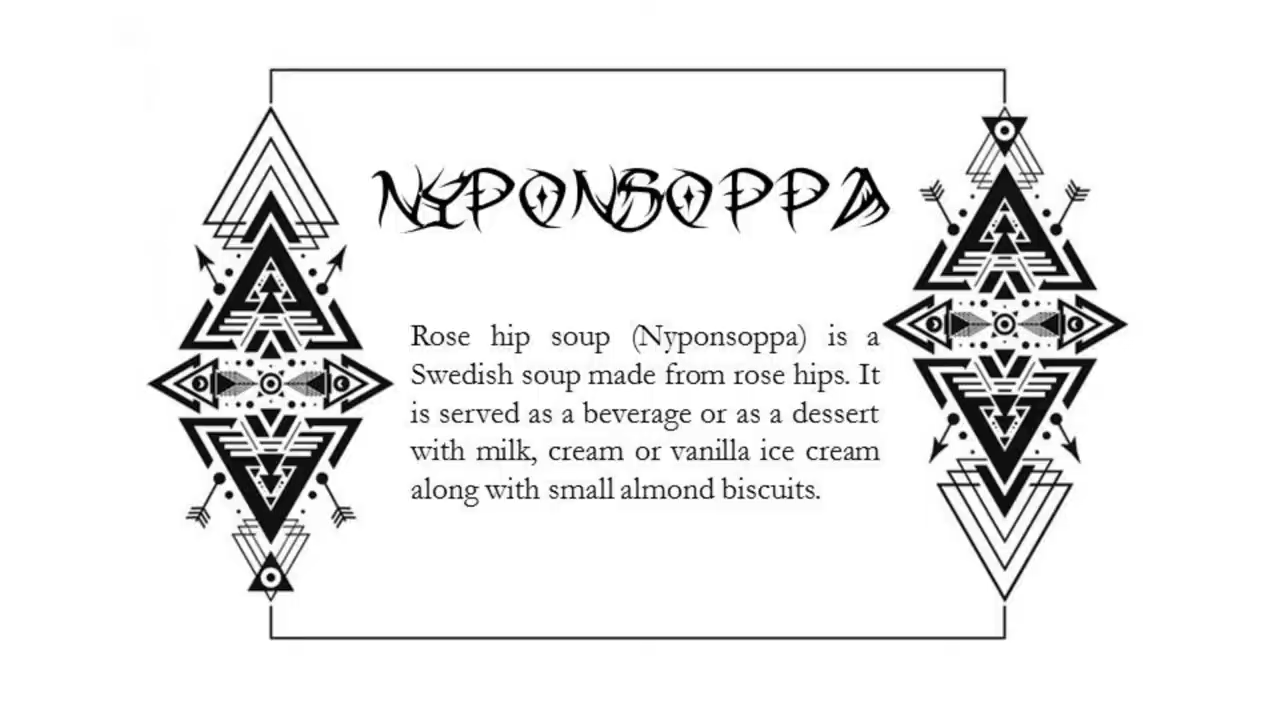 NYPONSOPPA
Rose hip soup (Nyponsoppa) is a
Swedish soup made from rose hips. It
is served as a beverage or as a dessert
with milk, cream or vanilla ice cream
along with small almond biscuits.